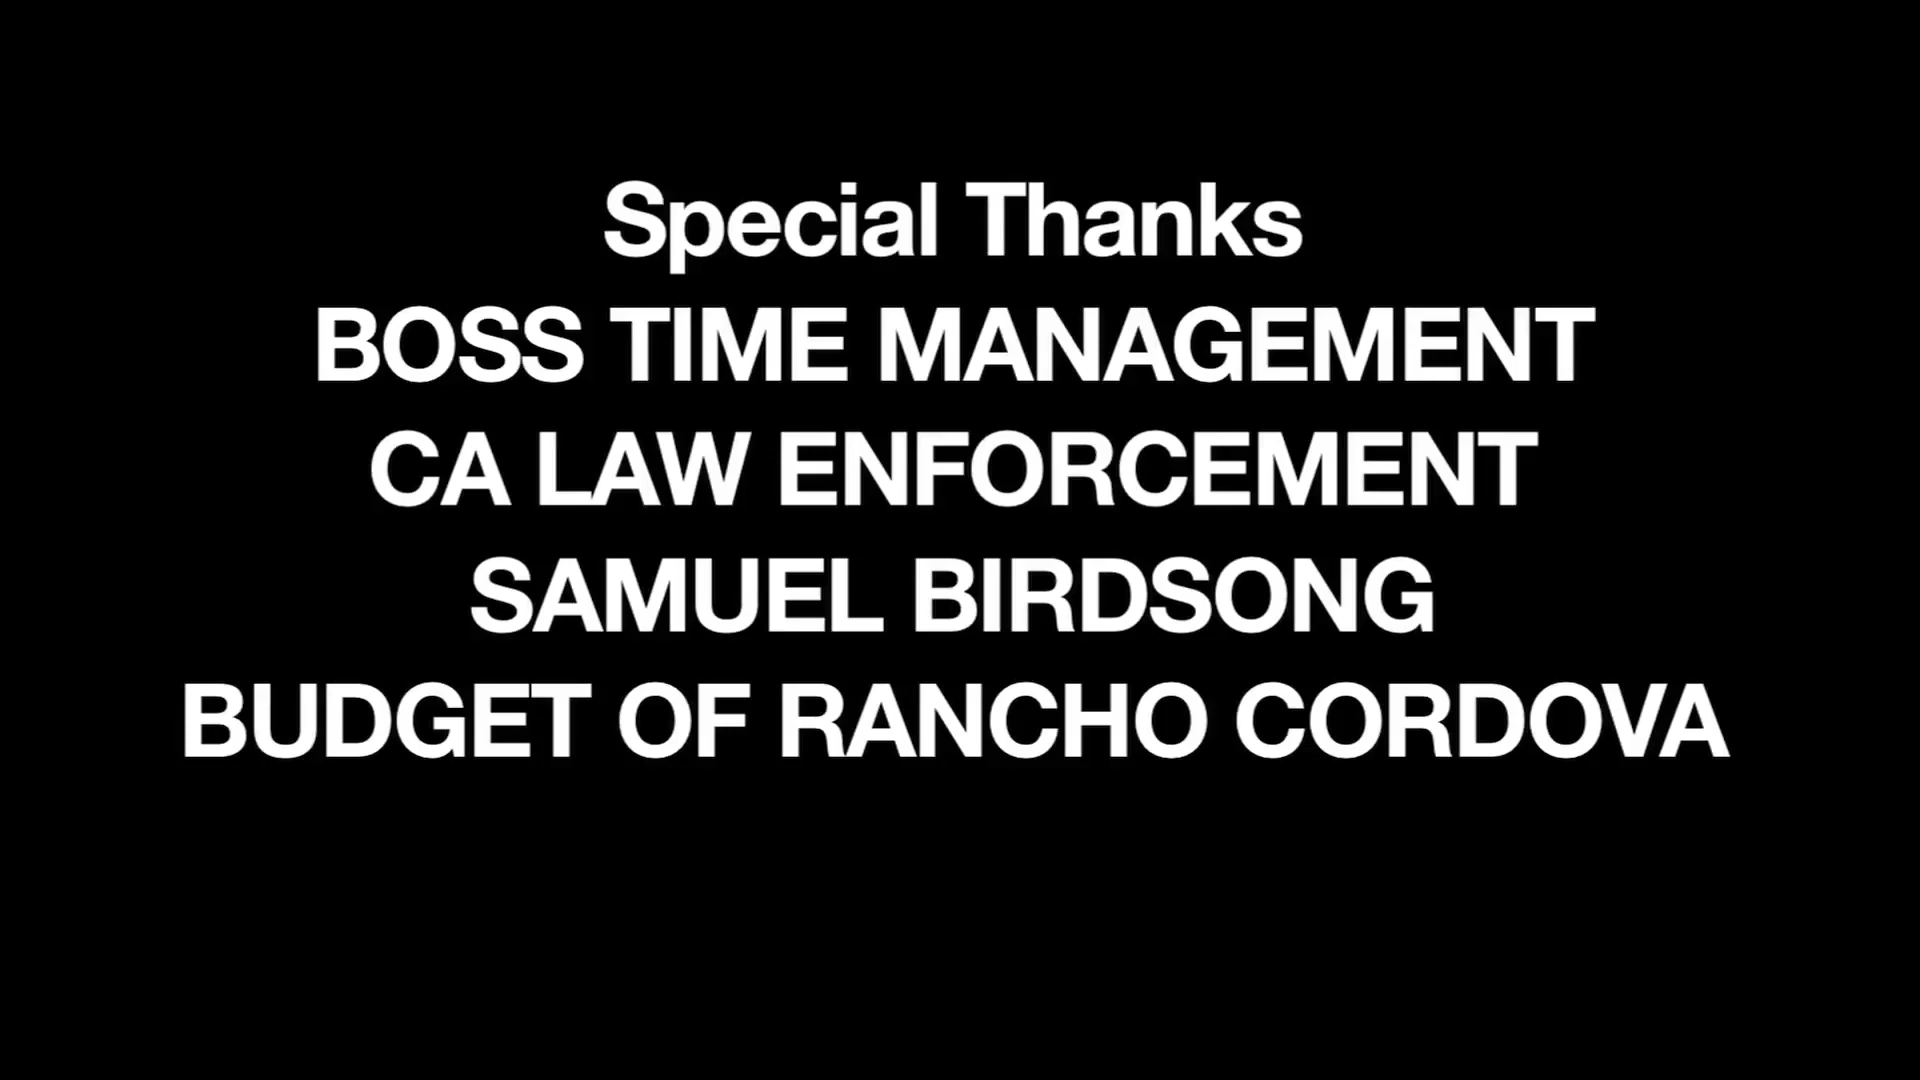 Special Thanks
BOSS TIME MANAGEMENT
CA LAW ENFORCEMENT
SAMUEL BIRDSONG
BUDGET OF RANCHO CORDOVA